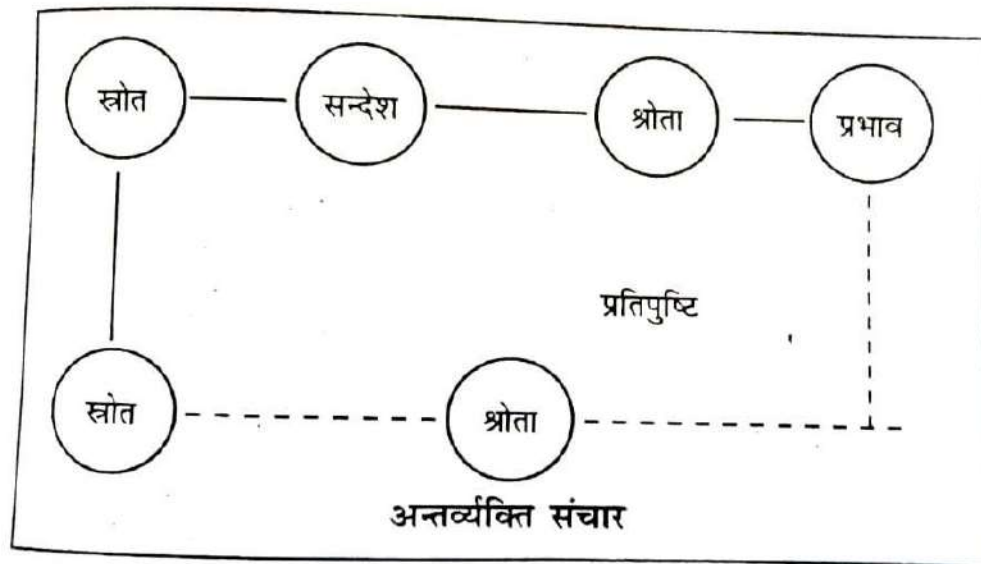 स्त्रोत सन्देश श्रोता प्रभाव
प्रतिपुष्टि
स्त्रोत श्रोता
अन्तर्व्यक्ति संचार